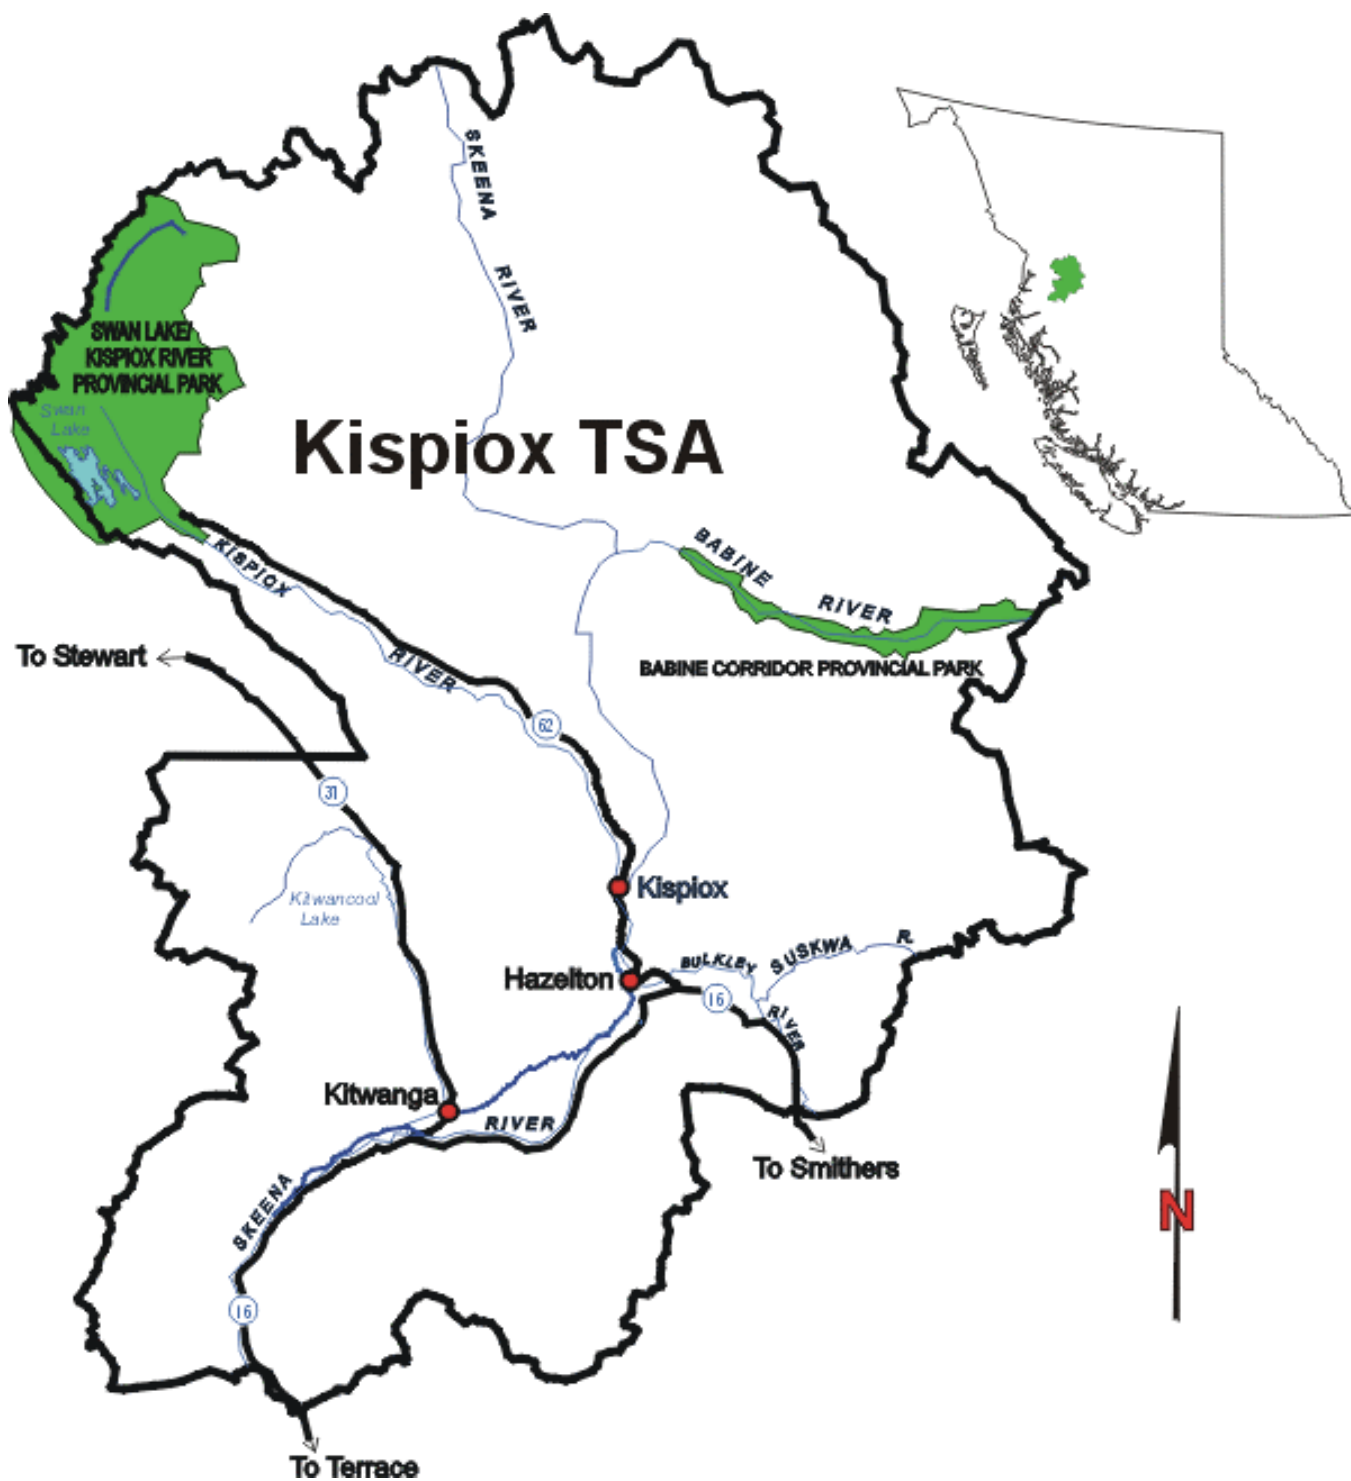 SKEENA
RIVER
SWAN LAKE/
KISPIOX RIVER
PROVINCIAL PARK
Swan
Lake
Kispiox TSA
KISPIOX
RIVER
BABINE
RIVER
BABINE CORRIDOR PROVINCIAL PARK
To Stewart
62
31
Kitwancool
Lake
Kispiox
Hazelton
BULKLEY
RIVER
SUSKWA R.
16
Kitwanga
RIVER
SKEENA
To Smithers
N
16
To Terrace